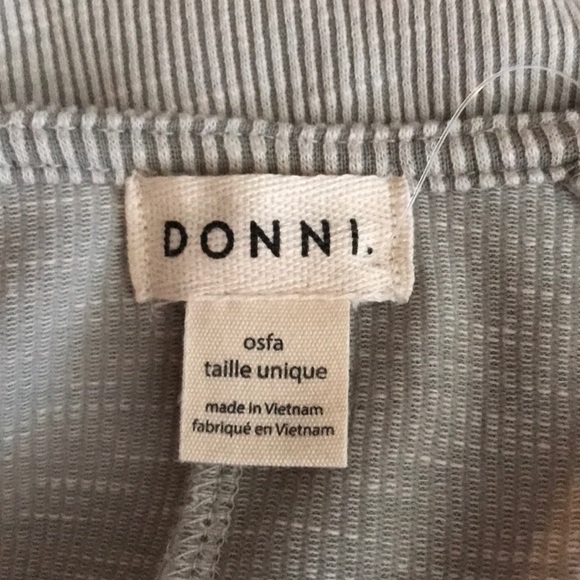 DONNI.
osfa
taille unique
made in Vietnam
fabriqué en Vietnam